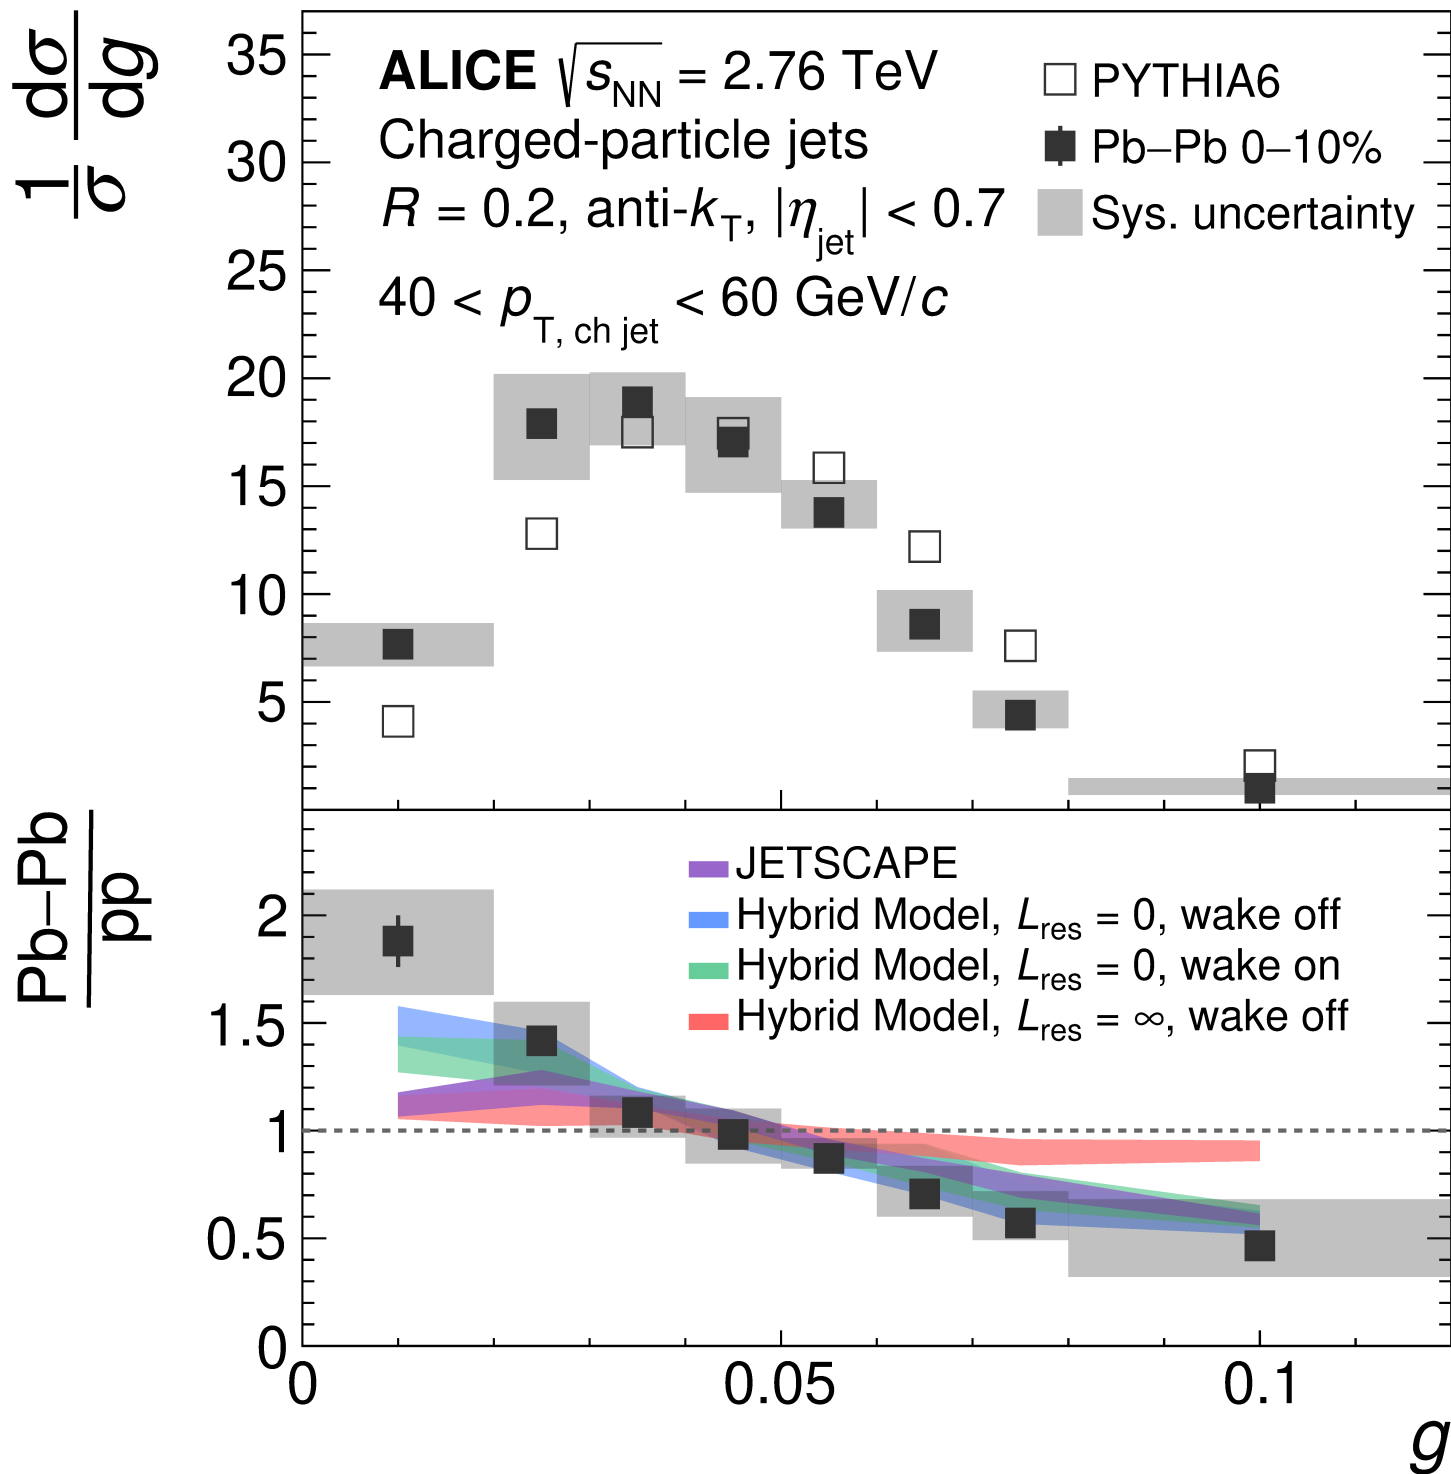 1/σ dσ/dg
ALICE √sNN = 2.76 TeV
Charged-particle jets
R = 0.2, anti-kT, |ηjet| < 0.7
40 < pT, ch jet < 60 GeV/c
PYTHIA6
Pb–Pb 0–10%
Sys. uncertainty
35
30
25
20
15
10
5
Pb–Pb/pp
JETSCAPE
Hybrid Model, Lres = 0, wake off
Hybrid Model, Lres = 0, wake on
Hybrid Model, Lres = ∞, wake off
2
1.5
1
0.5
0
0 0.05 0.1
g